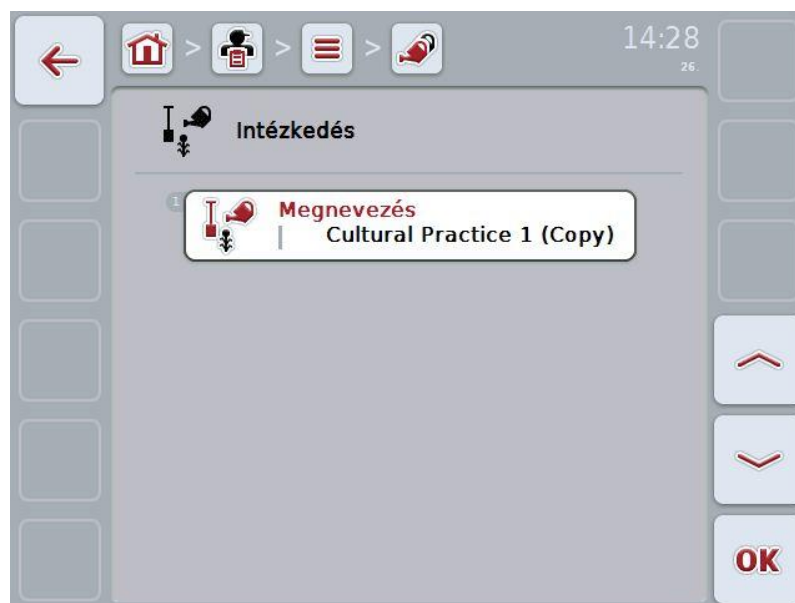 > > >
14:28
26.
Intézkedés
1
Megnevezés
Cultural Practice 1 (Copy)
OK